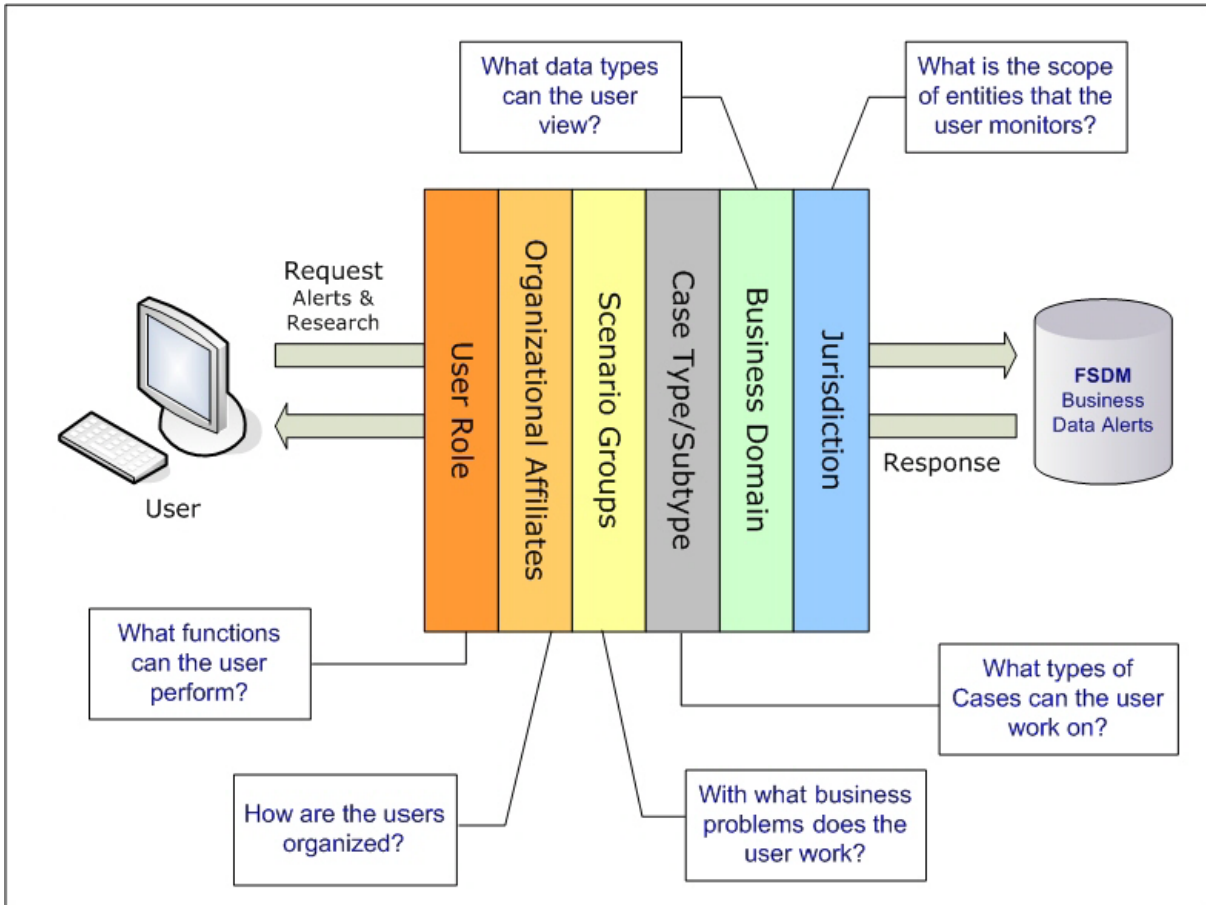 What data types
can the user
view?
What is the scope
of entities that the
user monitors?
Request
Alerts &
Research
User Role
Organizational Affiliates
Scenario Groups
Case Type/Subtype
Business Domain
Jurisdiction
FSDM
Business
Data Alerts
Response
User
What functions
can the user
perform?
What types of
Cases can the user
work on?
How are the users
organized?
With what business
problems does the
user work?